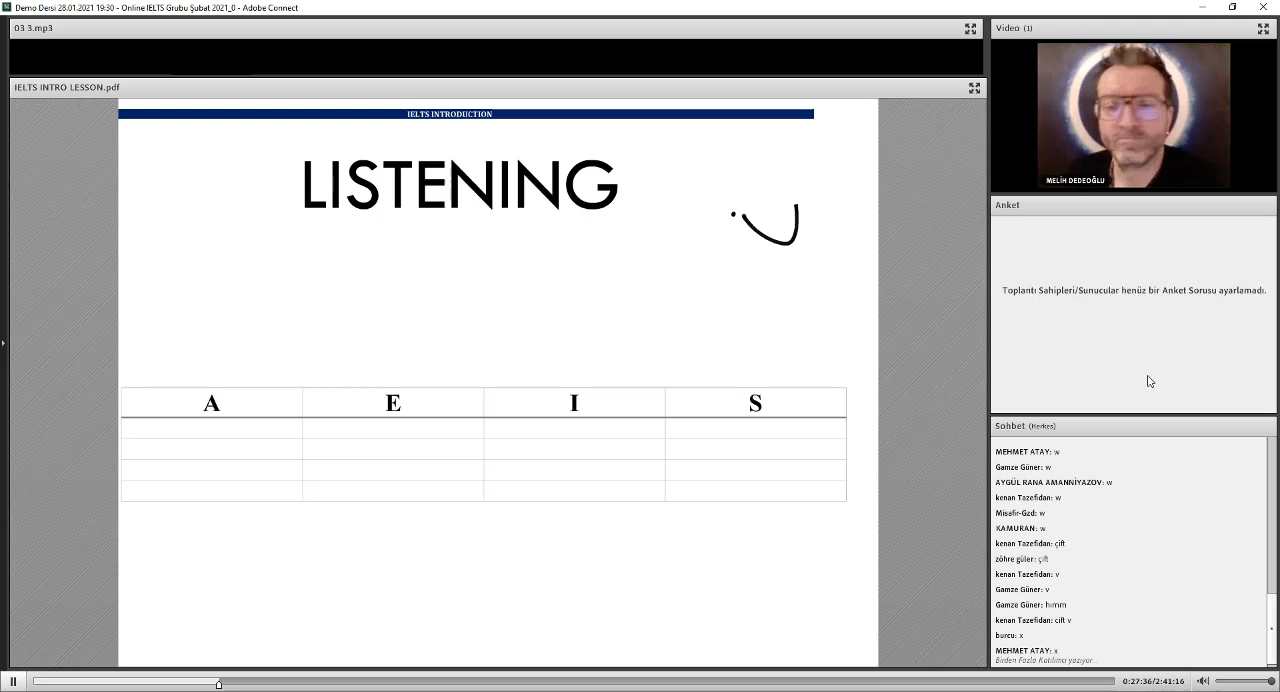 Demo Dersi 28.01.2021 19:30 - Online IELTS Grubu Şubat 2021_0 - Adobe Connect
03 3.mp3
Video (1)
MELİH DEDEOĞLU
IELTS INTRO LESSON.pdf
IELTS INTRODUCTION
LISTENING
A E I S
Anket
Toplantı Sahipleri/Sunucular henüz bir Anket Sorusu ayarlamadı.
Sohbet (Herkes)
MEHMET ATAY: w
Gamze Güner: w
AYGÜL RANA AMANNİYAZOV: w
kenan Tazefidan: w
Misafir-Gzd: w
KAMURAN: w
kenan Tazefidan: çift
zöhre güler: çift
kenan Tazefidan: v
Gamze Güner: v
Gamze Güner: hımm
kenan Tazefidan: cift v
burcu: x
MEHMET ATAY: x
Birden Fazla Katılımcı yazıyor...
0:27:36/2:41:16